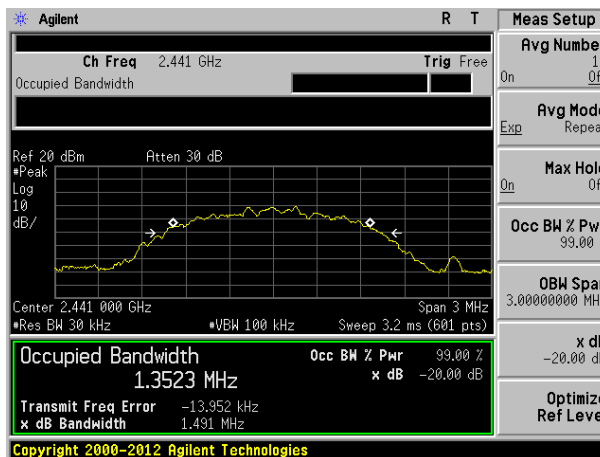 Agilent R T Meas Setup
Ch Freq 2.441 GHz Trig Free
Occupied Bandwidth
Ref 20 dBm Atten 30 dB
#Peak
Log
10
dB/
Center 2.441 000 GHz Span 3 MHz
#Res BW 30 kHz #VBW 100 kHz Sweep 3.2 ms (601 pts)
Occupied Bandwidth Occ BW % Pwr 99.00 %
1.3523 MHz x dB -20.00 dB
Transmit Freq Error -13.952 kHz
x dB Bandwidth 1.491 MHz
Copyright 2000-2012 Agilent Technologies
Avg Numbe
1
On Of
Avg Mod
Exp Repea
Max Hol
On Of
Occ BW % Pw
99.00
OBW Spa
3.00000000 MH
x d
-20.00 d
Optimiz
Ref Leve